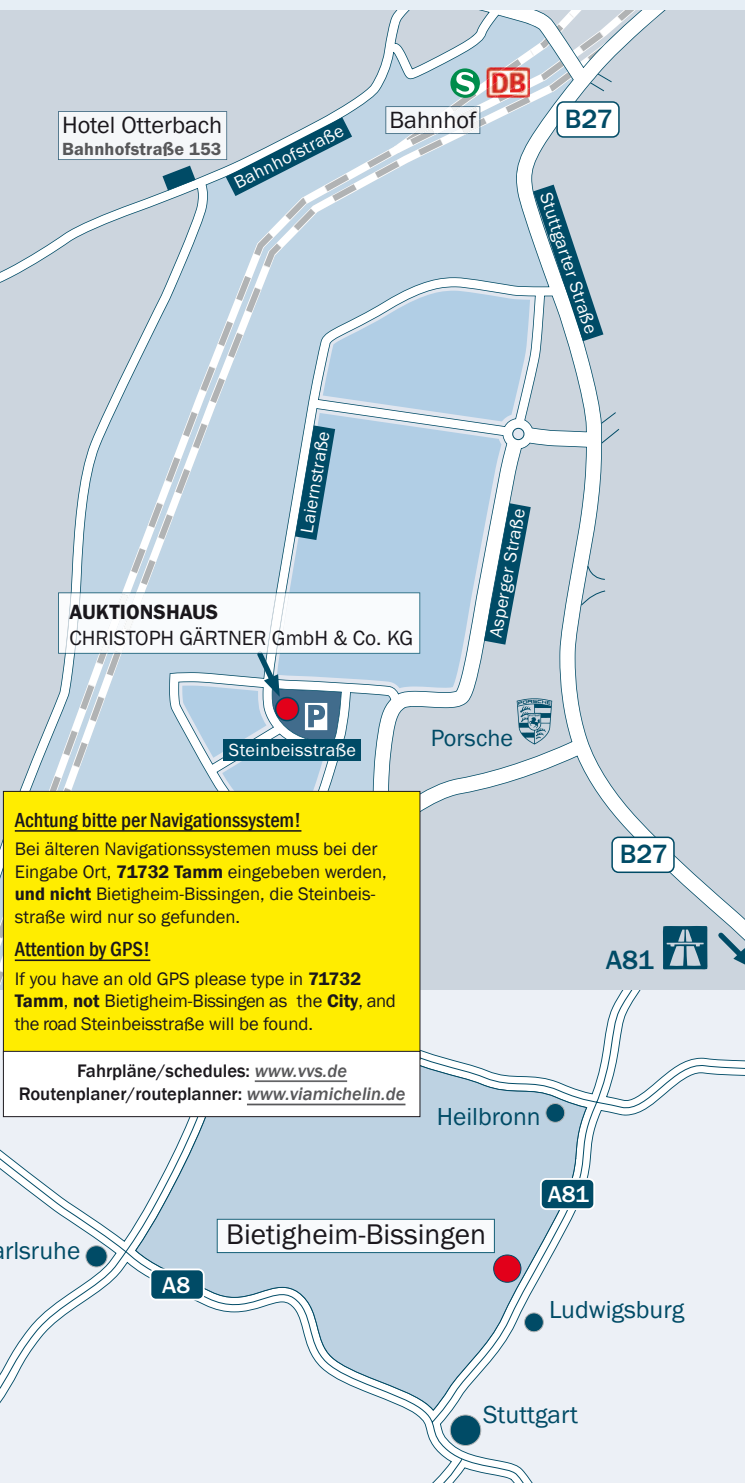 S DB
Bahnhof
B27
Hotel Otterbach
Bahnhofstraße 153
Bahnhofstraße
Stuttgarter Straße
Laiernstraße
Asperger Straße
AUKTIONSHAUS
CHRISTOPH GÄRTNER GmbH & Co. KG
P
Steinbeisstraße
PORSCHE
Porsche
B27
A81
Achtung bitte per Navigationssystem!
Bei älteren Navigationssystemen muss bei der
Eingabe Ort, 71732 Tamm eingebeben werden,
und nicht Bietigheim-Bissingen, die Steinbeis-
straße wird nur so gefunden.
Attention by GPS!
If you have an old GPS please type in 71732
Tamm, not Bietigheim-Bissingen as the City, and
the road Steinbeisstraße will be found.
Fahrpläne/schedules: www.vvs.de
Routenplaner/routeplanner: www.viamichelin.de
Heilbronn
A81
Bietigheim-Bissingen
arlsruhe
A8
Ludwigsburg
Stuttgart